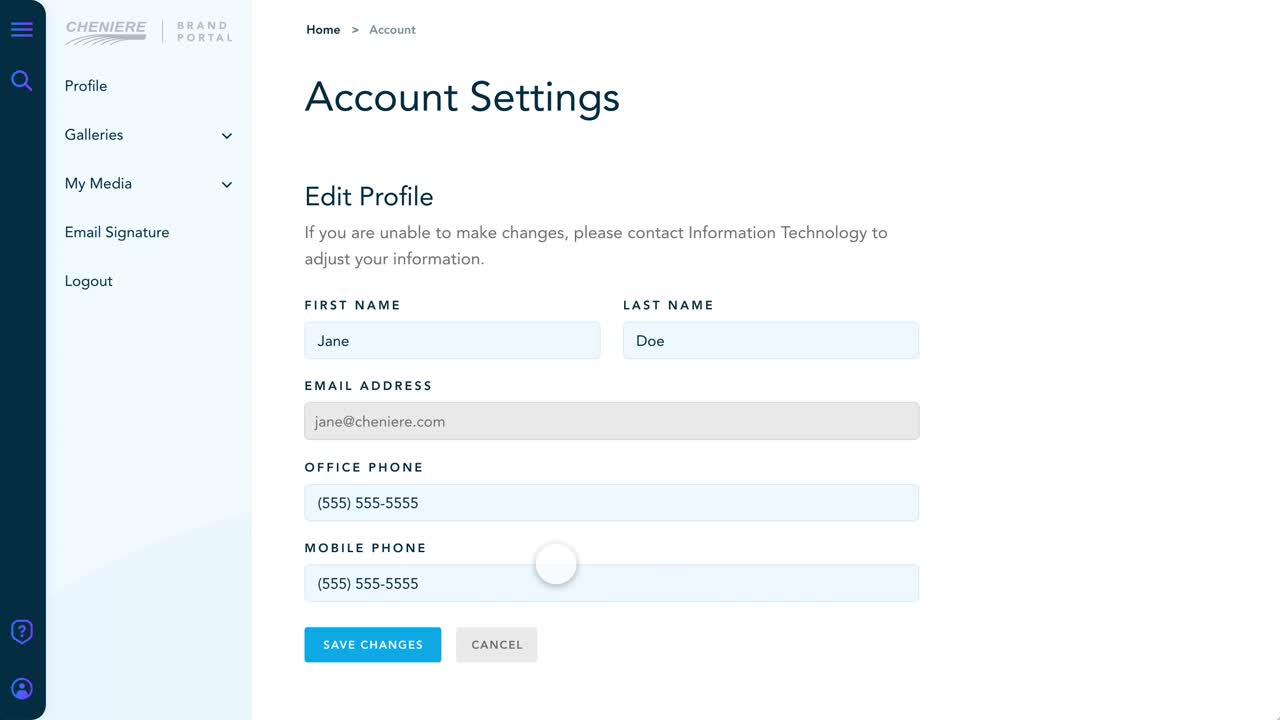 CHENIERE
BRAND
PORTAL
Profile
Galleries
My Media
Email Signature
Logout
Home > Account
Account Settings
Edit Profile
If you are unable to make changes, please contact Information Technology to
adjust your information.
FIRST NAME
LAST NAME
Jane
Doe
EMAIL ADDRESS
jane@cheniere.com
OFFICE PHONE
(555) 555-5555
MOBILE PHONE
(555) 555-5555
SAVE CHANGES
CANCEL